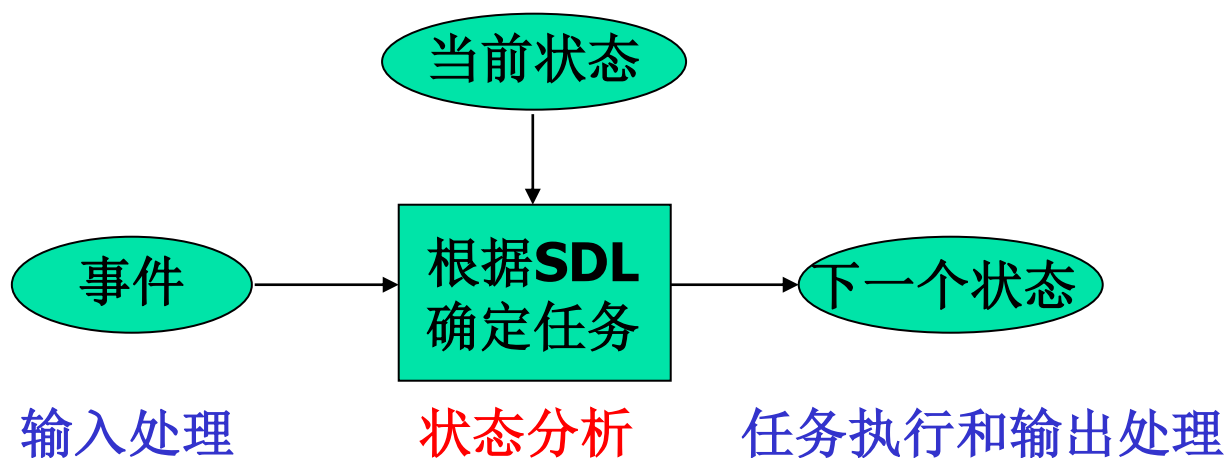 当前状态
事件
根据SDL
确定任务
下一个状态
输入处理
状态分析
任务执行和输出处理